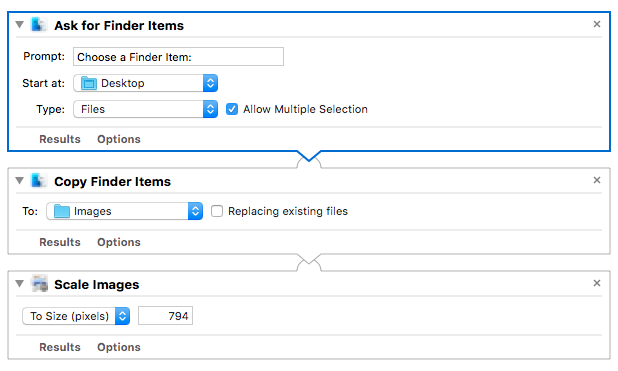 Ask for Finder Items
Prompt: Choose a Finder Item:
Start at: Desktop
Type: Files Allow Multiple Selection
Results Options
Copy Finder Items
To: Images Replacing existing files
Results Options
Scale Images
To Size (pixels) 794
Results Options